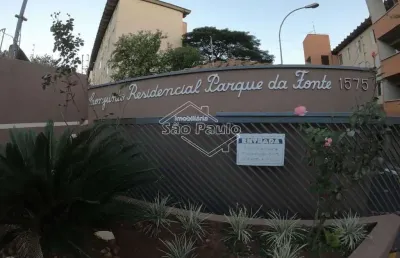 Conjunto Residencial Parque da Fonte 1575
Imobiliária
São Paulo
ENTRADA